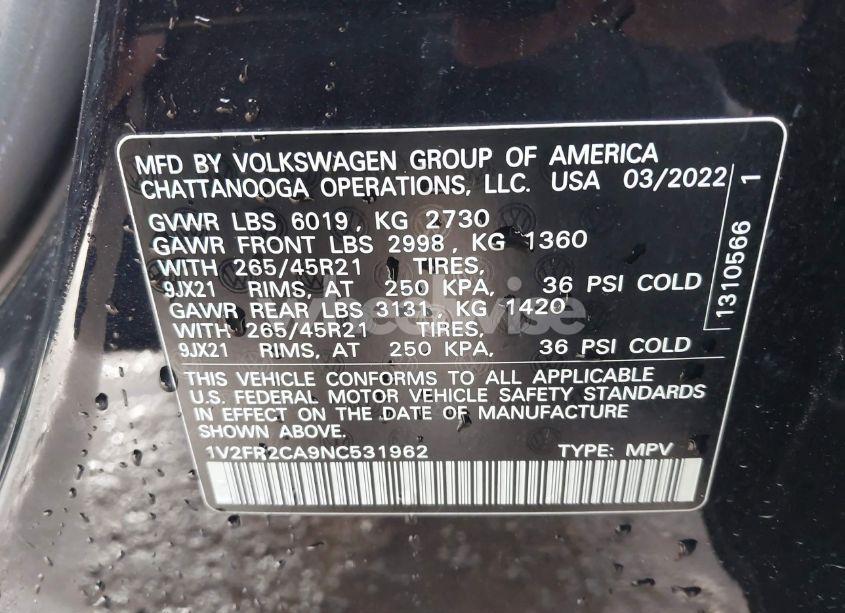 MFD BY VOLKSWAGEN GROUP OF AMERICA
CHATTANOOGA OPERATIONS, LLC. USA 03/2022
GVWR LBS 6019, KG 2730
GAWR FRONT LBS 2998, KG 1360
WITH 265/45R21 TIRES,
9JX21 RIMS, AT 250 KPA, 36 PSI COLD
GAWR REAR LBS 3131, KG 1420
WITH 265/45R21 TIRES,
9JX21 RIMS, AT 250 KPA, 36 PSI COLD
THIS VEHICLE CONFORMS TO ALL APPLICABLE
U.S. FEDERAL MOTOR VEHICLE SAFETY STANDARDS
IN EFFECT ON THE DATE OF MANUFACTURE
SHOWN ABOVE.
1V2FR2CA9NC531962 TYPE: MPV
1310566 1